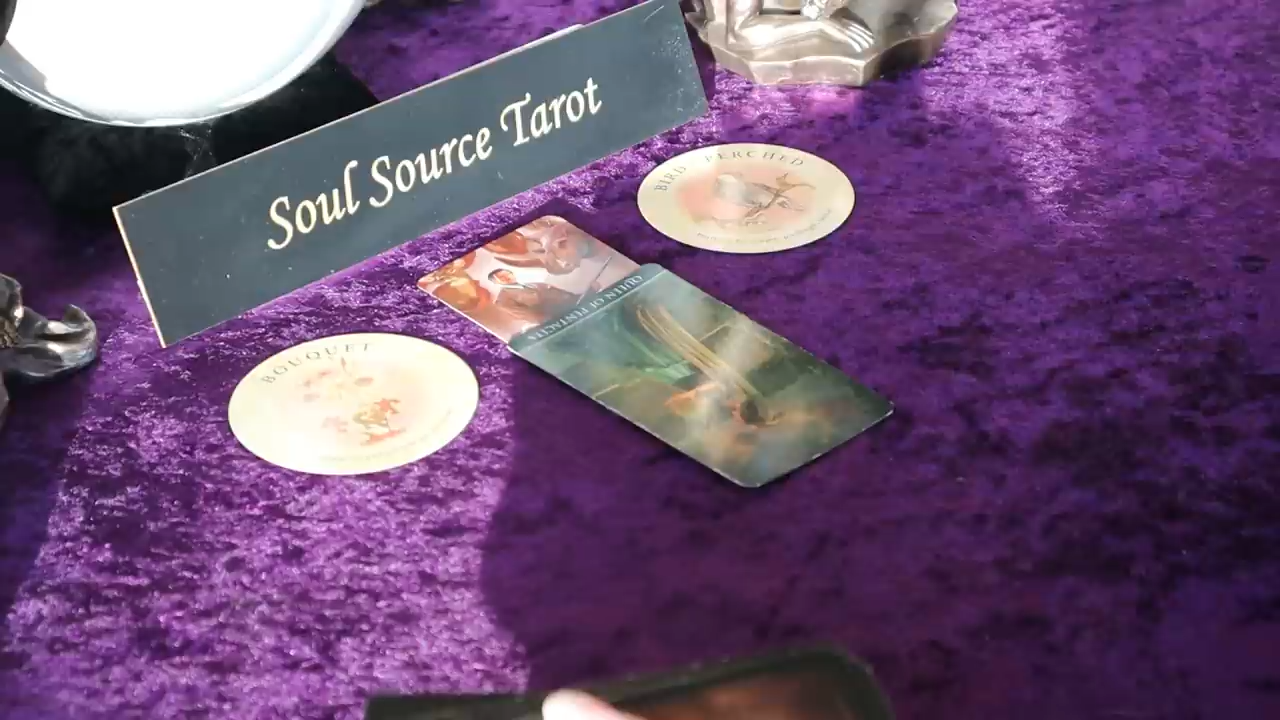 Soul Source Tarot
BIRD PERCHED
QUEEN OF PENTACLES
BOUQUET